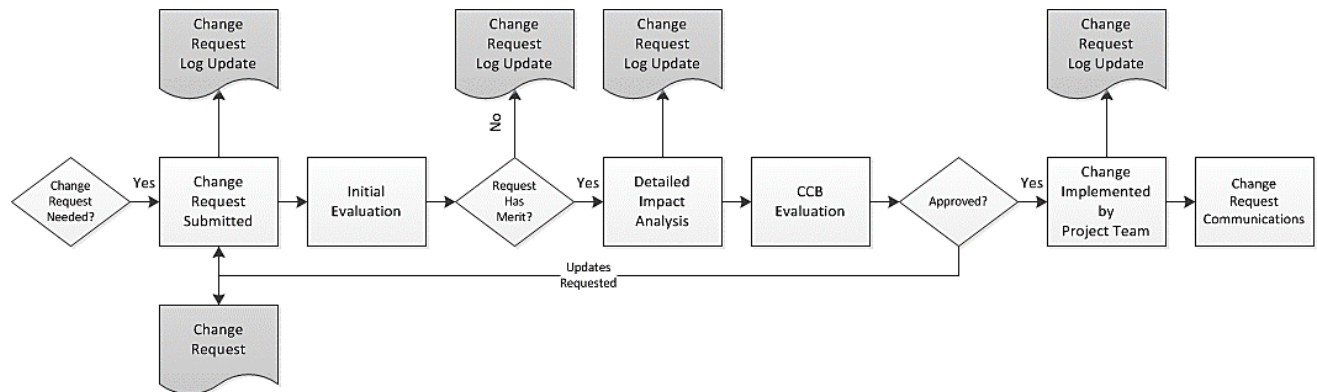 Change
Request
Log Update
Change
Request
Log Update
Change
Request
Log Update
Change
Request
Log Update
No
Change
Request
Needed?
Yes
Change
Request
Submitted
Initial
Evaluation
Request
Has
Merit?
Yes
Detailed
Impact
Analysis
CCB
Evaluation
Approved?
Yes
Change
Implemented
by
Project Team
Change
Request
Communications
Updates
Requested
Change
Request